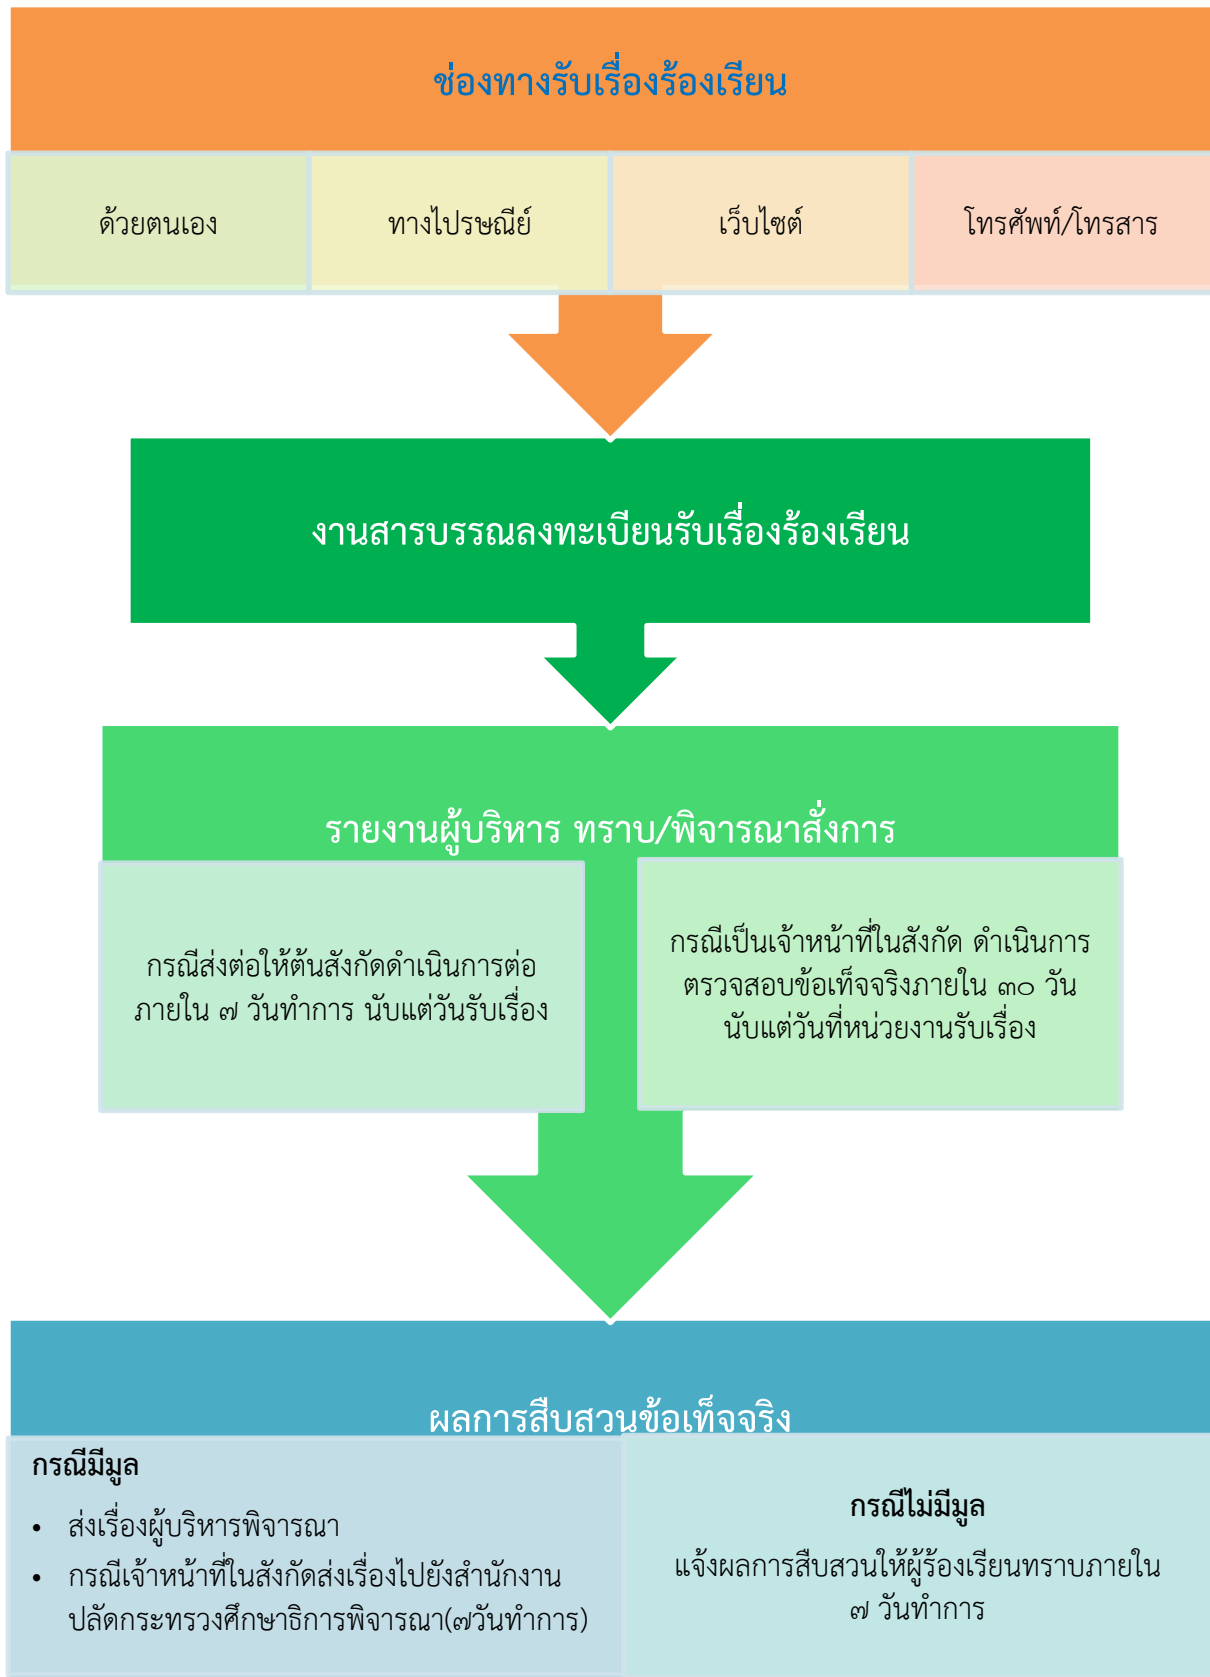 ช่องทางรับเรื่องร้องเรียน
ด้วยตนเอง
ทางไปรษณีย์
เว็บไซต์
โทรศัพท์/โทรสาร
งานสารบรรณลงทะเบียนรับเรื่องร้องเรียน
รายงานผู้บริหาร ทราบ/พิจารณาสั่งการ
กรณีส่งต่อให้ต้นสังกัดดำเนินการต่อ
ภายใน ๗ วันทำการ นับแต่วันรับเรื่อง
กรณีเป็นเจ้าหน้าที่ในสังกัด ดำเนินการ
ตรวจสอบข้อเท็จจริงภายใน ๓๐ วัน
นับแต่วันที่หน่วยงานรับเรื่อง
ผลการสืบสวนข้อเท็จจริง
กรณีมีมูล
• ส่งเรื่องผู้บริหารพิจารณา
• กรณีเจ้าหน้าที่ในสังกัดส่งเรื่องไปยังสำนักงาน
ปลัดกระทรวงศึกษาธิการพิจารณา(๗วันทำการ)
กรณีไม่มีมูล
แจ้งผลการสืบสวนให้ผู้ร้องเรียนทราบภายใน
๗ วันทำการ